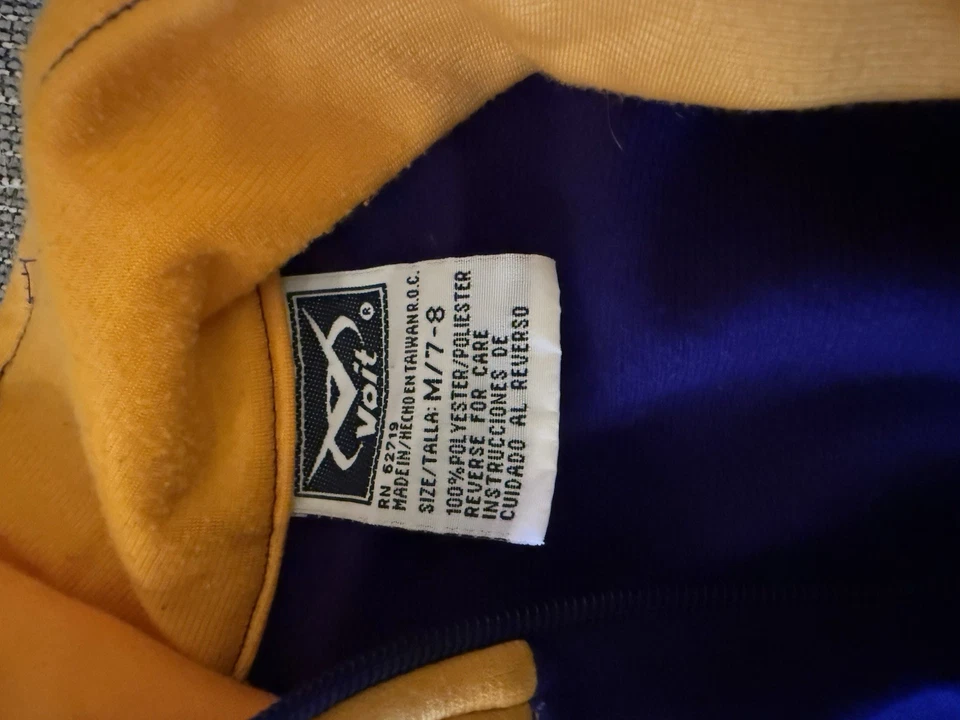 Voit®
RN 62719
MADE IN/HECHO EN TAIWAN R.O.C.
SIZE/TALLA: M/7-8
100% POLYESTER/POLIESTER
REVERSE FOR CARE
INSTRUCCIONES DE
CUIDADO AL REVERSO